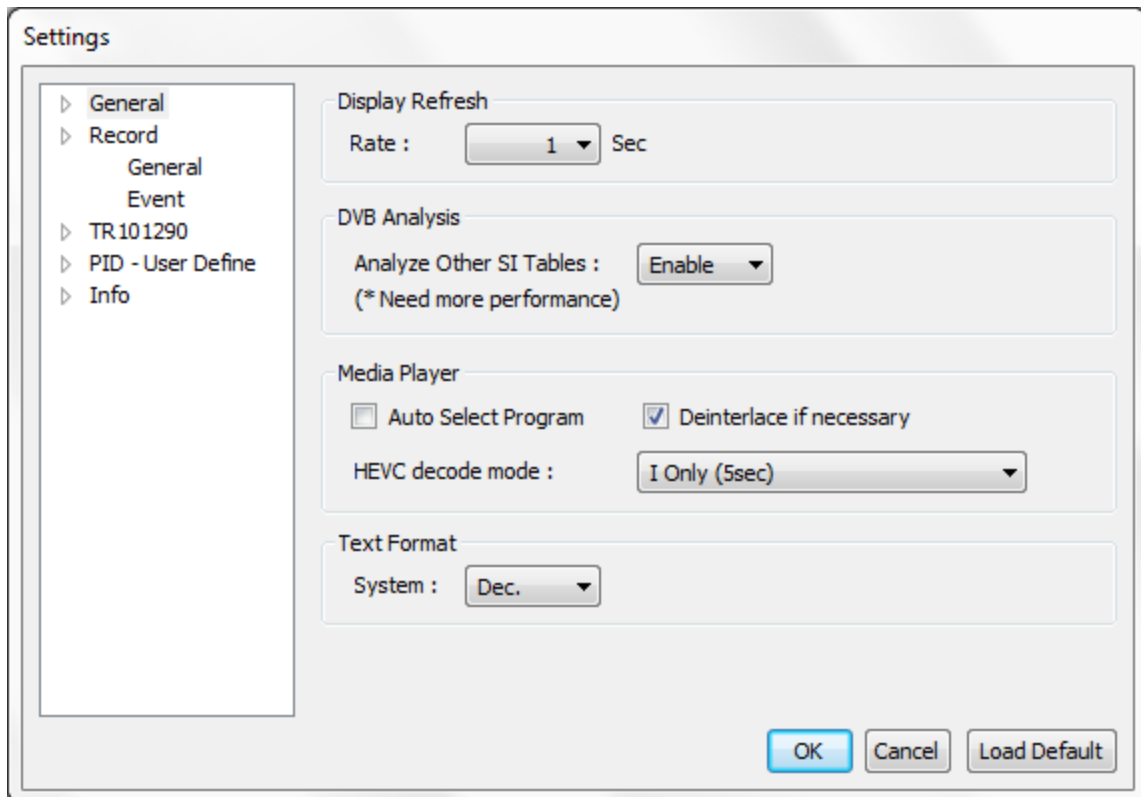 Settings
General
Record
General
Event
TR101290
PID - User Define
Info
Display Refresh
Rate : 1 Sec
DVB Analysis
Analyze Other SI Tables : Enable
(* Need more performance)
Media Player
Auto Select Program Deinterlace if necessary
HEVC decode mode : I Only (5sec)
Text Format
System : Dec.
OK Cancel Load Default